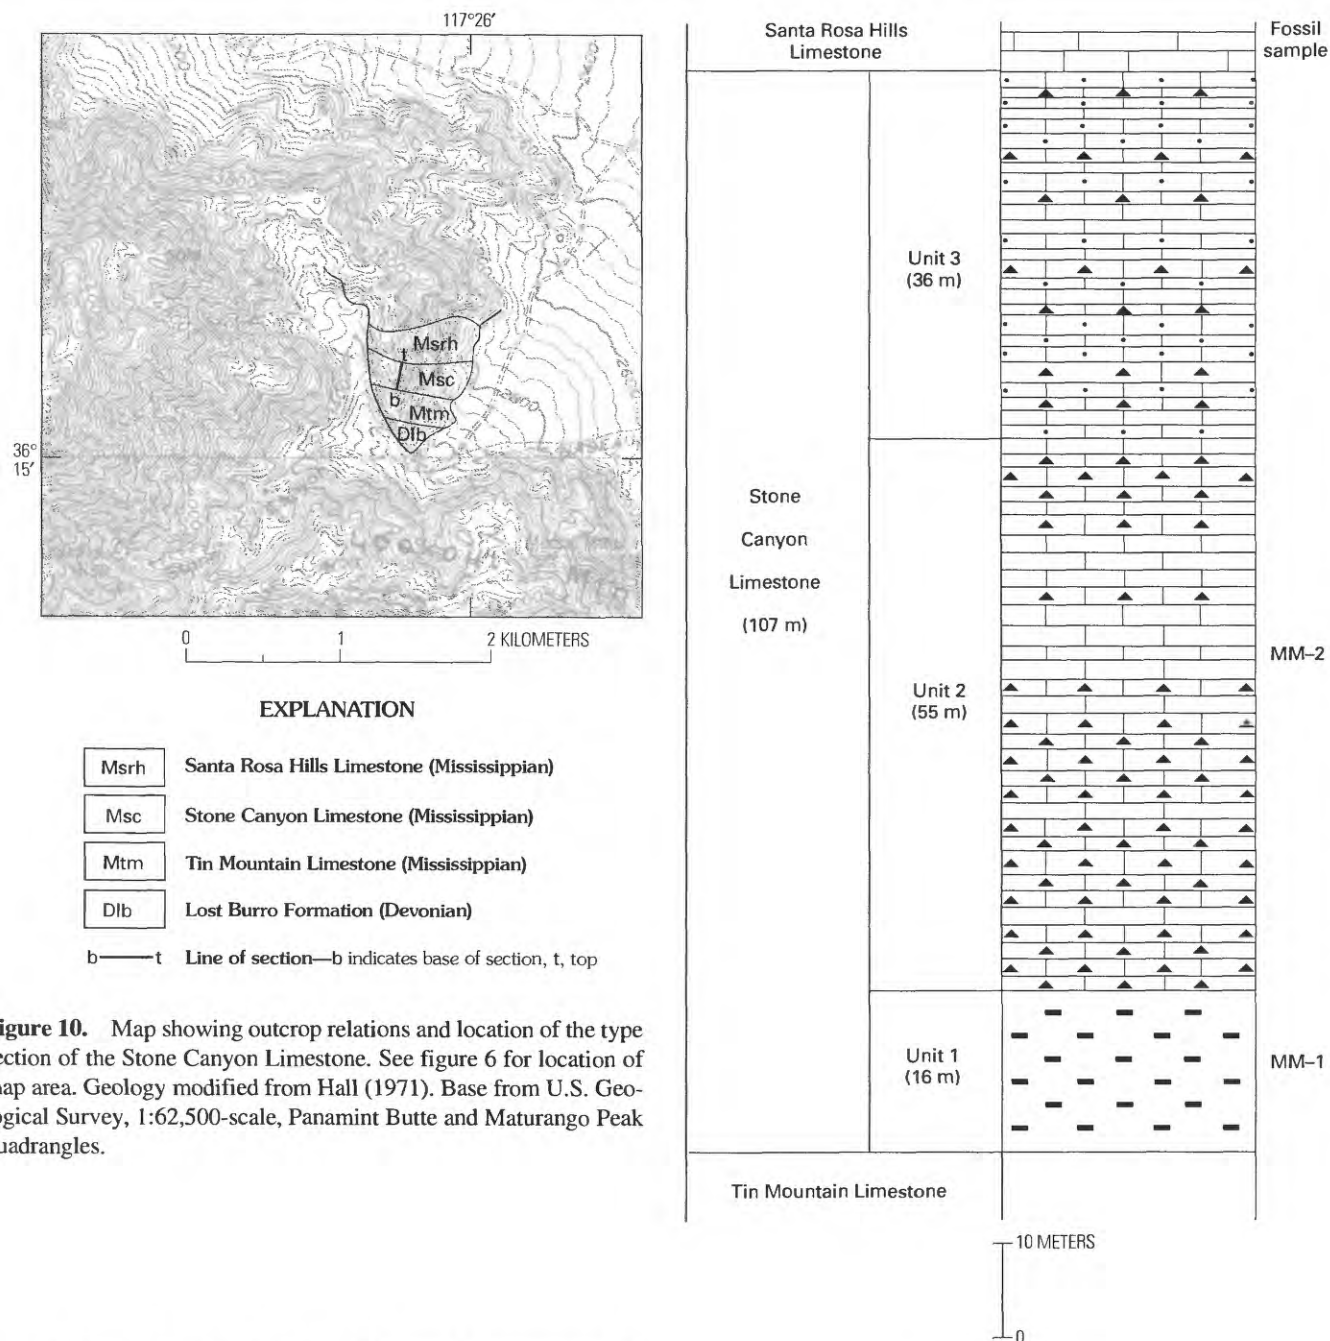 117°26′
Msrh
t
Msc
b
Mtm
Dlb
36°
15′
0 1 2 KILOMETERS
EXPLANATION
Msrh Santa Rosa Hills Limestone (Mississippian)
Msc Stone Canyon Limestone (Mississippian)
Mtm Tin Mountain Limestone (Mississippian)
Dlb Lost Burro Formation (Devonian)
b t Line of section—b indicates base of section, t, top
igure 10. Map showing outcrop relations and location of the type
ection of the Stone Canyon Limestone. See figure 6 for location of
nap area. Geology modified from Hall (1971). Base from U.S. Geo-
ogical Survey, 1:62,500-scale, Panamint Butte and Maturango Peak
uadrangles.
Santa Rosa Hills
Limestone
Fossil
sample
Unit 3
(36 m)
Stone
Canyon
Limestone
(107 m)
Unit 2
(55 m)
MM–2
Unit 1
(16 m)
MM–1
Tin Mountain Limestone
10 METERS
0